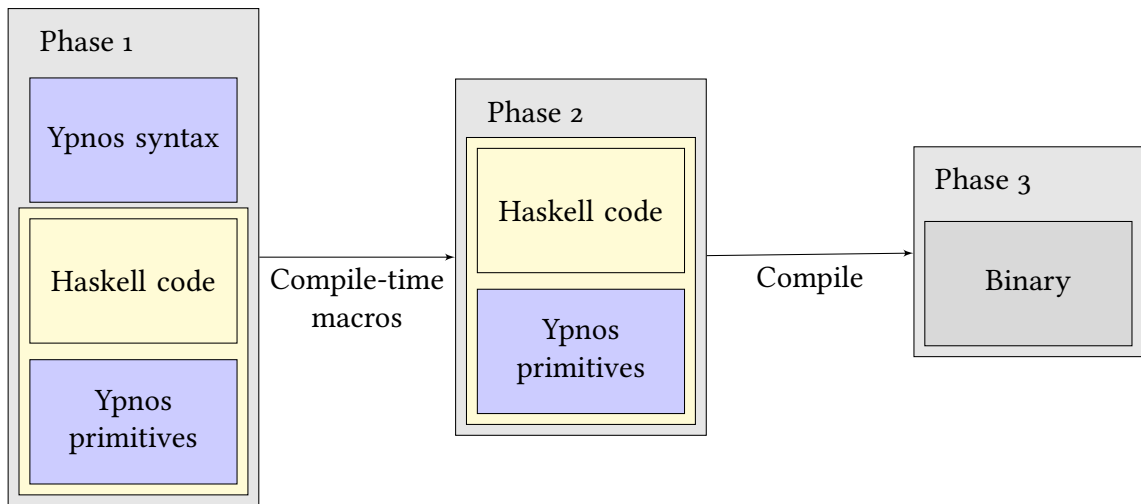 Phase 1
Ypnos syntax
Haskell code
Ypnos
primitives
Compile-time
macros
Phase 2
Haskell code
Ypnos
primitives
Compile
Phase 3
Binary